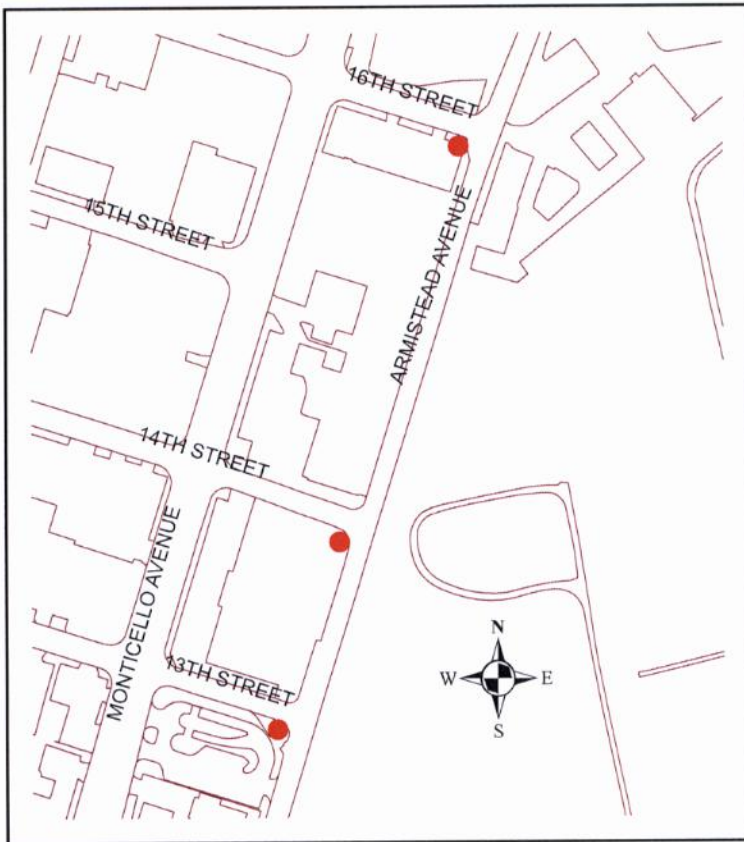 16TH STREET
15TH STREET
ARMISTEAD AVENUE
14TH STREET
MONTICELLO AVENUE
13TH STREET
N
W
E
S